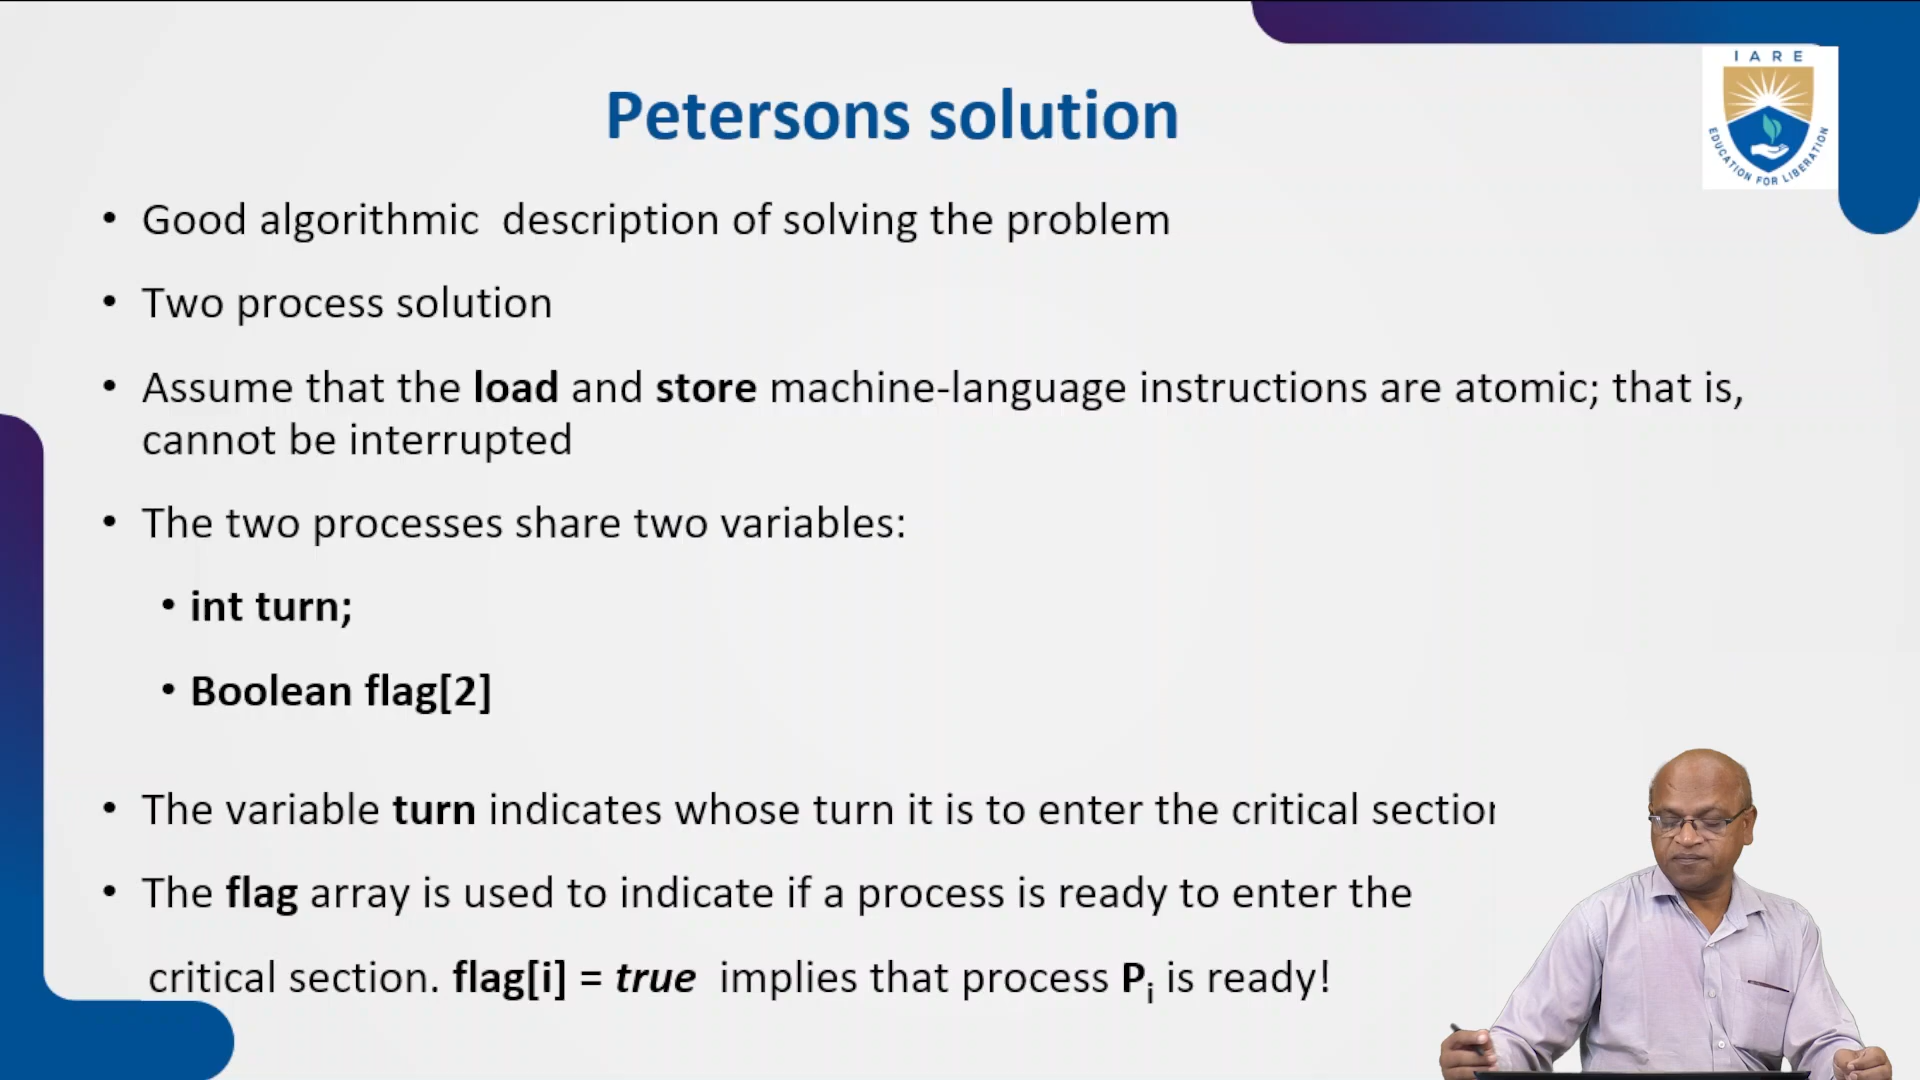 IARE
EDUCATION FOR LIBERATION
Petersons solution
• Good algorithmic description of solving the problem
• Two process solution
• Assume that the load and store machine-language instructions are atomic; that is,
cannot be interrupted
• The two processes share two variables:
• int turn;
• Boolean flag[2]
• The variable turn indicates whose turn it is to enter the critical section
• The flag array is used to indicate if a process is ready to enter the
critical section. flag[i] = true implies that process Pi is ready!